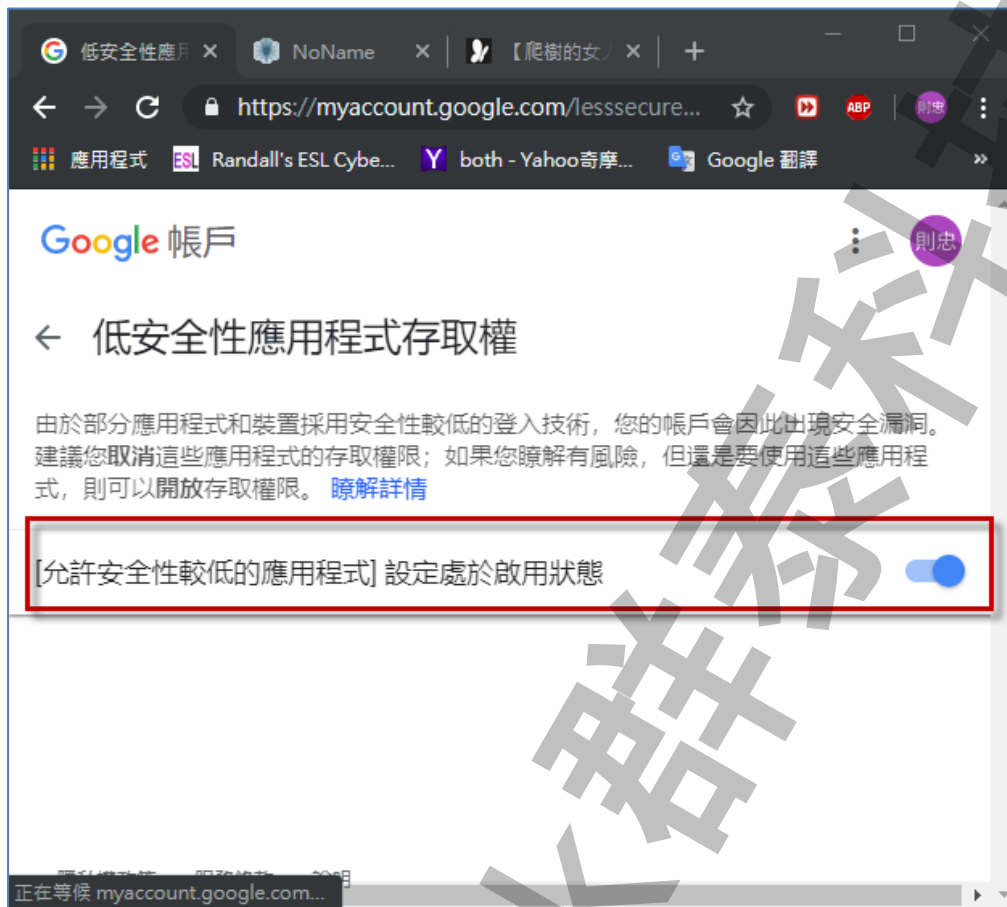 低安全性應用
NoName
【爬樹的女
https://myaccount.google.com/lesssecure...
ABP
則忠
應用程式
ESL
Randall's ESL Cybe...
both - Yahoo奇摩...
Google 翻譯
Google 帳戶
則忠
低安全性應用程式存取權
由於部分應用程式和裝置採用安全性較低的登入技術，您的帳戶會因此出現安全漏洞。
建議您取消這些應用程式的存取權限；如果您瞭解有風險，但還是要使用這些應用程
式，則可以開放存取權限。 瞭解詳情
[允許安全性較低的應用程式] 設定處於啟用狀態
正在等候 myaccount.google.com...
群泰科